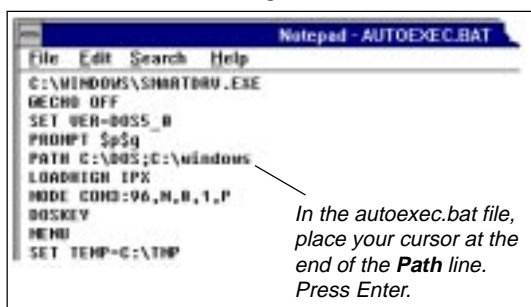 Notepad - AUTOEXEC.BAT
File Edit Search Help
C:\WINDOWS\SMARTDRV.EXE
@ECHO OFF
SET VER=DOS5_0
PROMPT $p$g
PATH C:\DOS;C:\windows
LOADHIGH IPX
MODE COM3:96,N,8,1,P
DOSKEY
MENU
SET TEMP=C:\TMP
In the autoexec.bat file,
place your cursor at the
end of the Path line.
Press Enter.